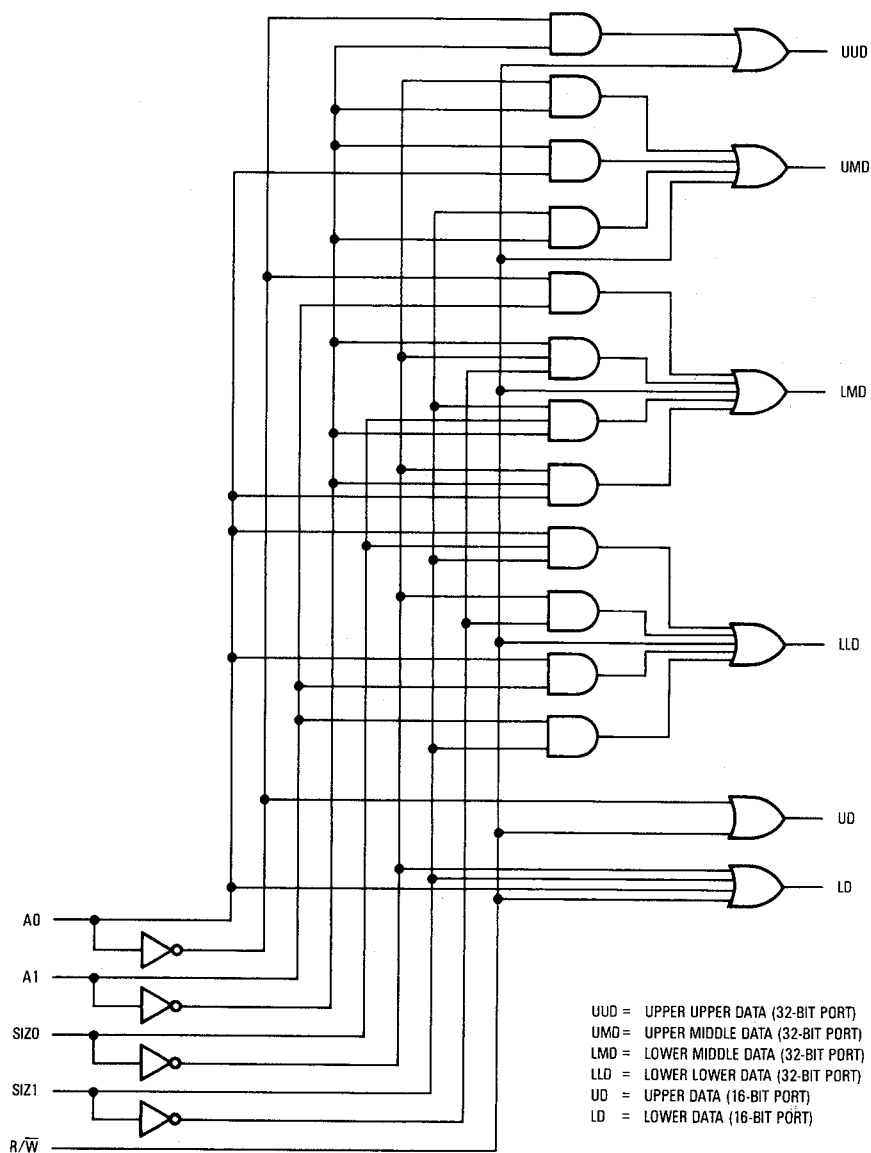 UUD
UMD
LMD
LLD
UD
LD
A0
A1
SIZ0
SIZ1
R/W̅
UUD = UPPER UPPER DATA (32-BIT PORT)
UMD = UPPER MIDDLE DATA (32-BIT PORT)
LMD = LOWER MIDDLE DATA (32-BIT PORT)
LLD = LOWER LOWER DATA (32-BIT PORT)
UD = UPPER DATA (16-BIT PORT)
LD = LOWER DATA (16-BIT PORT)